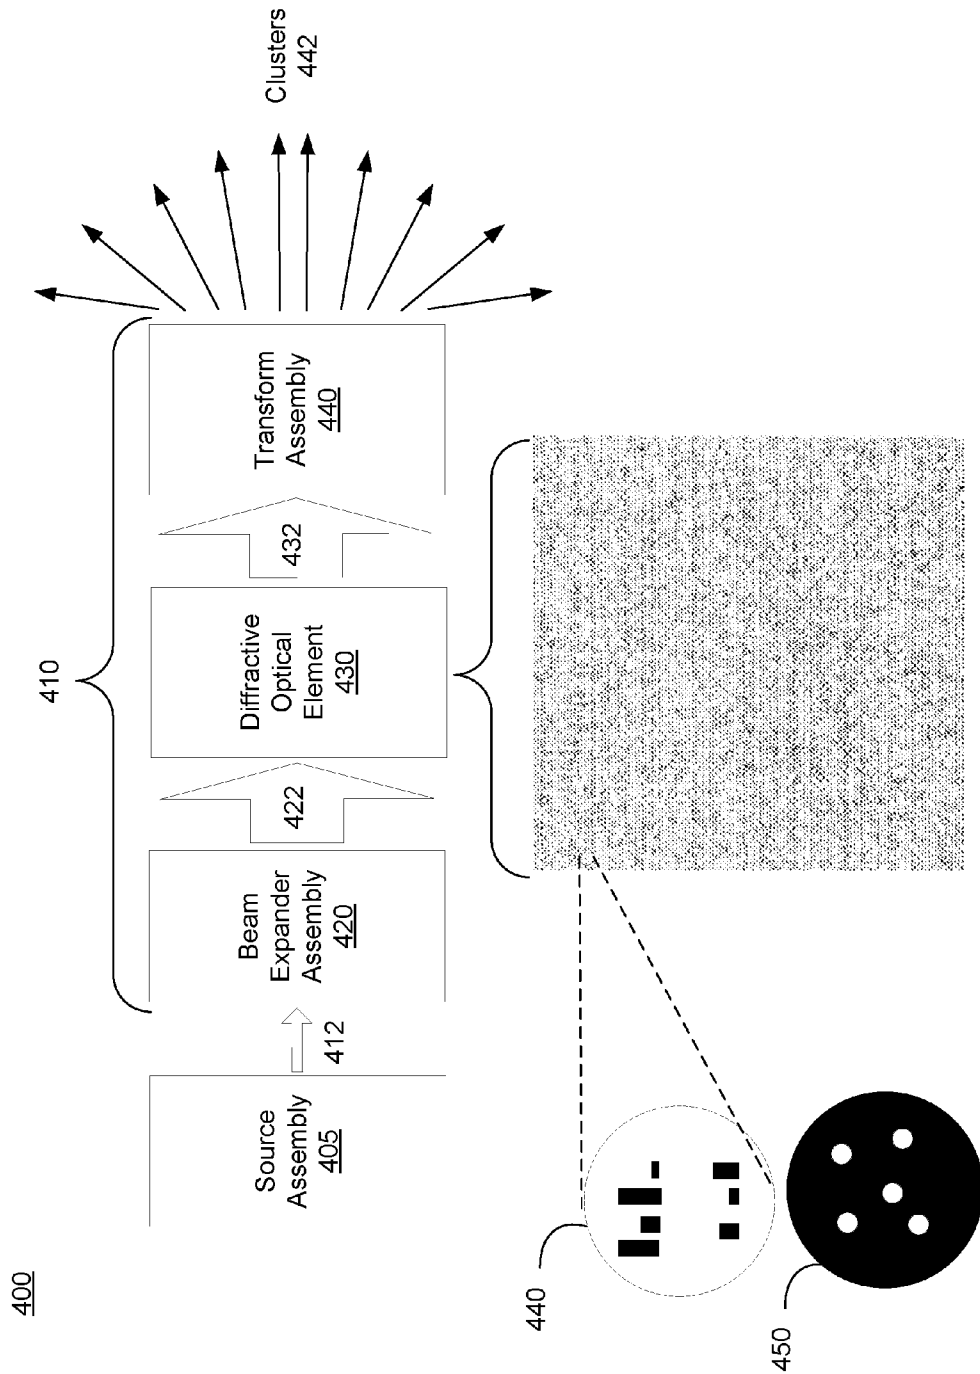 400
410
Source
Assembly
405
412
Beam
Expander
Assembly
420
422
Diffractive
Optical
Element
430
432
Transform
Assembly
440
Clusters
442
440
450